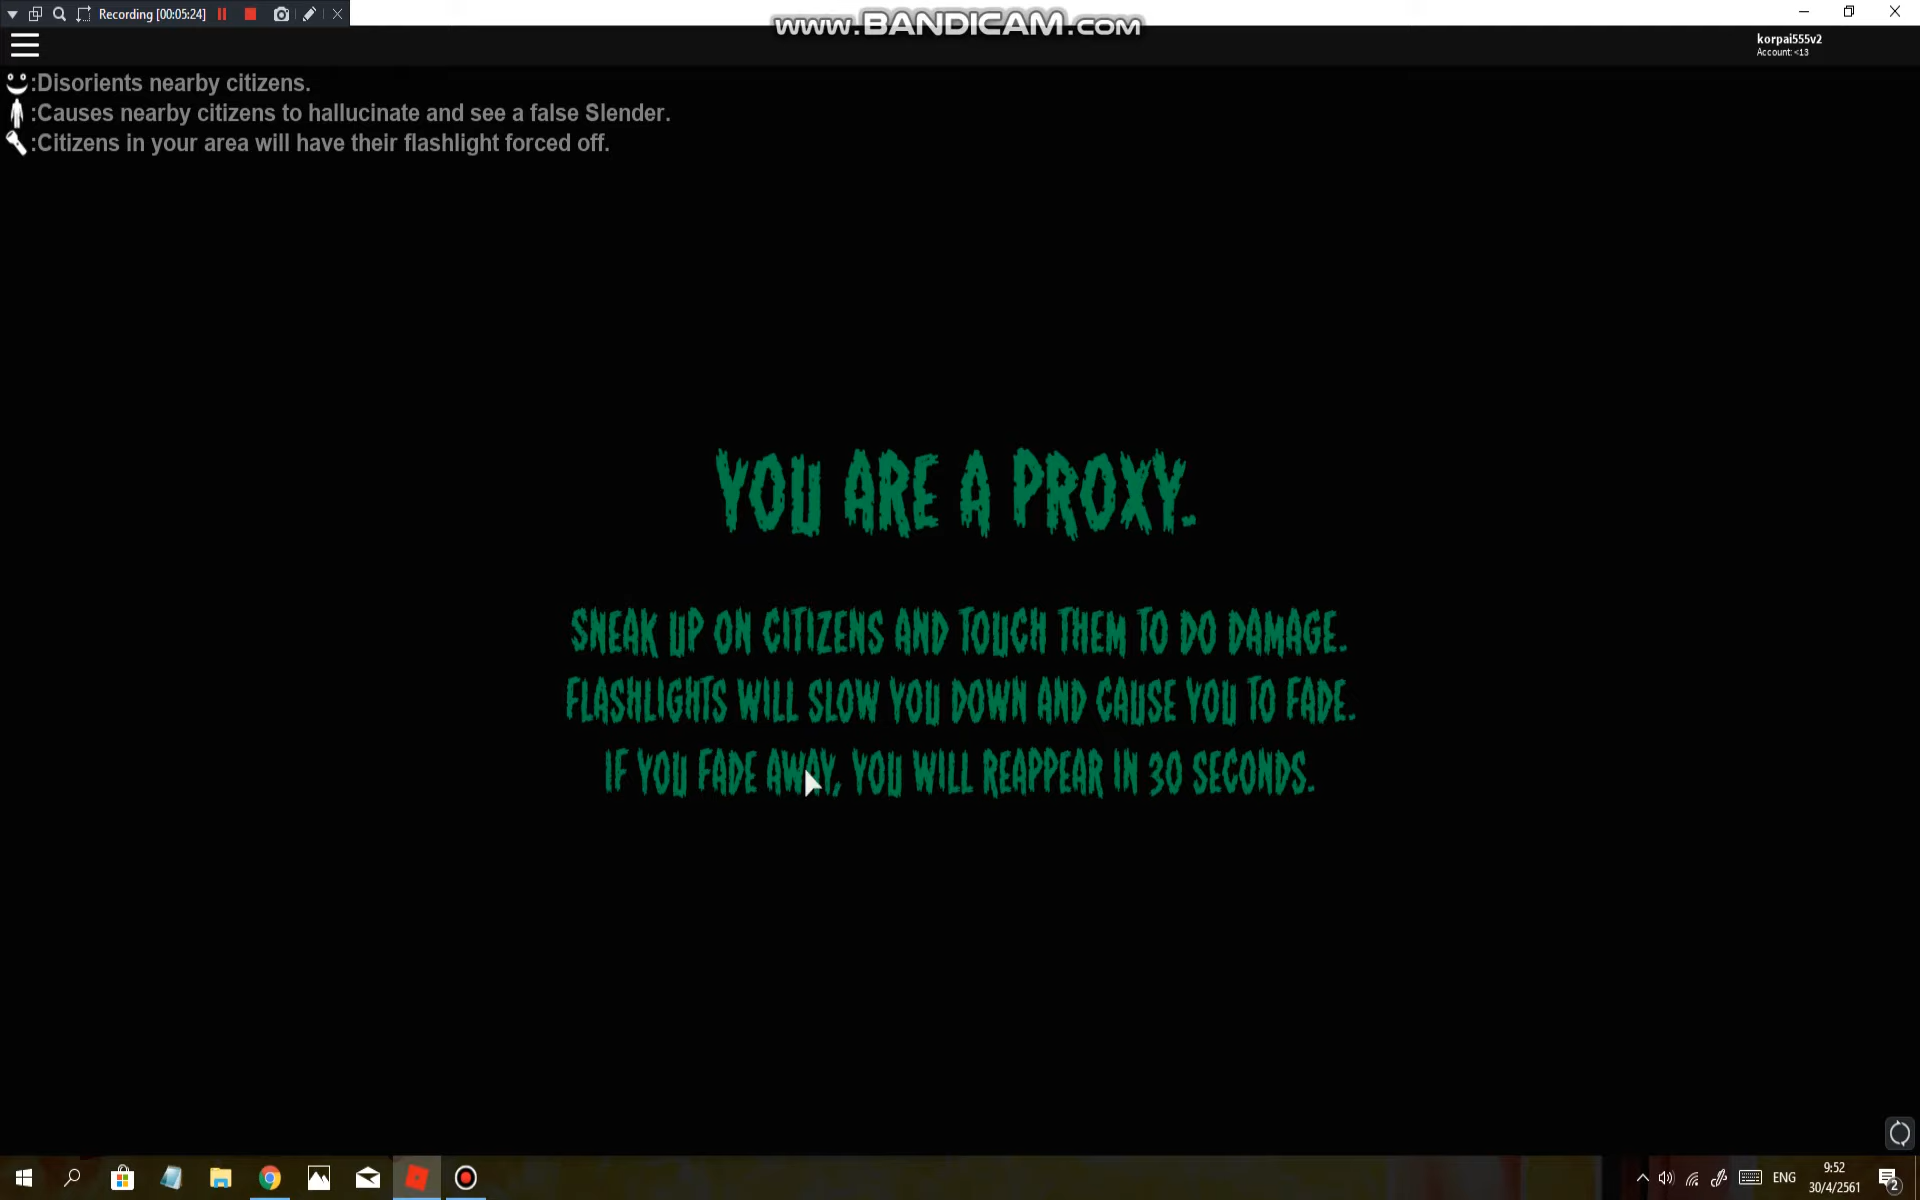 Recording [00:05:24]
www.BANDICAM.com
korpai555v2
Account: <13
:Disorients nearby citizens.
:Causes nearby citizens to hallucinate and see a false Slender.
:Citizens in your area will have their flashlight forced off.
YOU ARE A PROXY.
SNEAK UP ON CITIZENS AND TOUCH THEM TO DO DAMAGE.
FLASHLIGHTS WILL SLOW YOU DOWN AND CAUSE YOU TO FADE.
IF YOU FADE AWAY, YOU WILL REAPPEAR IN 30 SECONDS.
ENG
9:52
30/4/2561
2